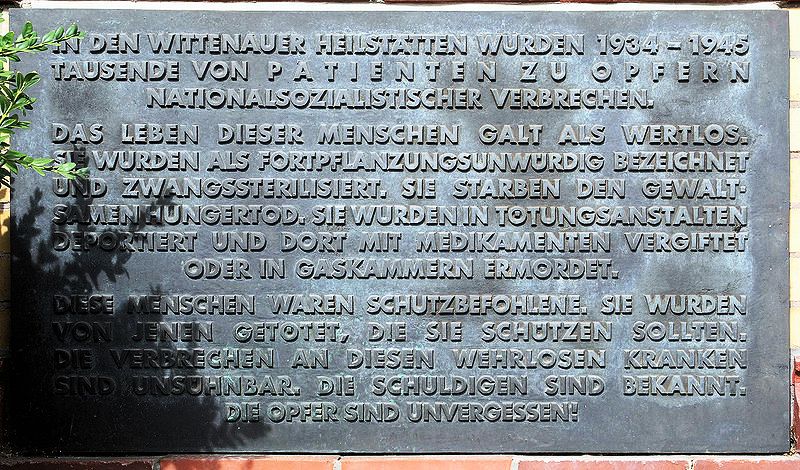 IN DEN WITTENAUER HEILSTÄTTEN WURDEN 1934 – 1945
TAUSENDE VON PATIENTEN ZU OPFERN
NATIONALSOZIALISTISCHER VERBRECHEN.
DAS LEBEN DIESER MENSCHEN GALT ALS WERTLOS.
SIE WURDEN ALS FORTPFLANZUNGSUNWÜRDIG BEZEICHNET
UND ZWANGSSTERILISIERT. SIE STARBEN DEN GEWALT-
SAMEN HUNGERTOD. SIE WURDEN IN TÖTUNGSANSTALTEN
DEPORTIERT UND DORT MIT MEDIKAMENTEN VERGIFTET
ODER IN GASKAMMERN ERMORDET.
DIESE MENSCHEN WAREN SCHUTZBEFOHLENE. SIE WURDEN
VON JENEN GETÖTET, DIE SIE SCHÜTZEN SOLLTEN.
DIE VERBRECHEN AN DIESEN WEHRLOSEN KRANKEN
SIND UNSÜHNBAR. DIE SCHULDIGEN SIND BEKANNT.
DIE OPFER SIND UNVERGESSEN!